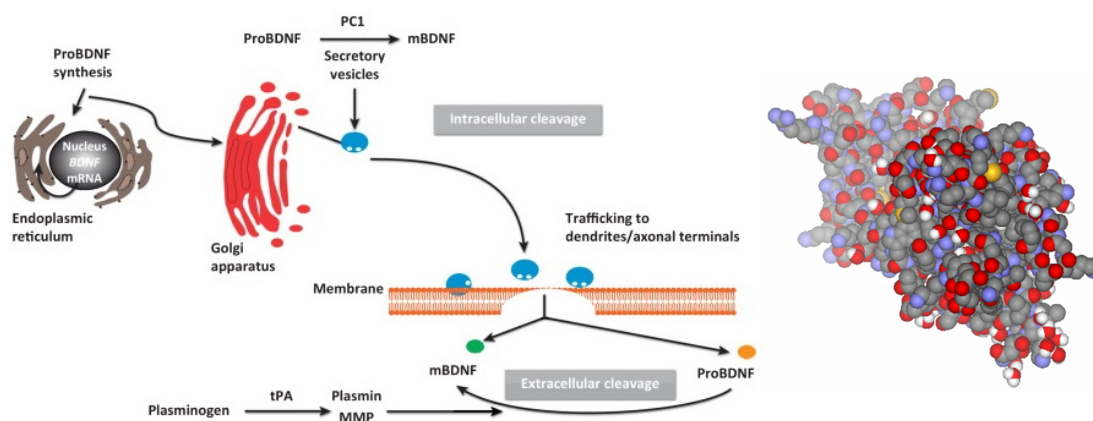 PC1
ProBDNF
mBDNF
ProBDNF
synthesis
Secretory
vesicles
Intracellular cleavage
Nucleus
BDNF
mRNA
Endoplasmic
reticulum
Golgi
apparatus
Trafficking to
dendrites/axonal terminals
Membrane
mBDNF
ProBDNF
Extracellular cleavage
tPA
Plasminogen
Plasmin
MMP